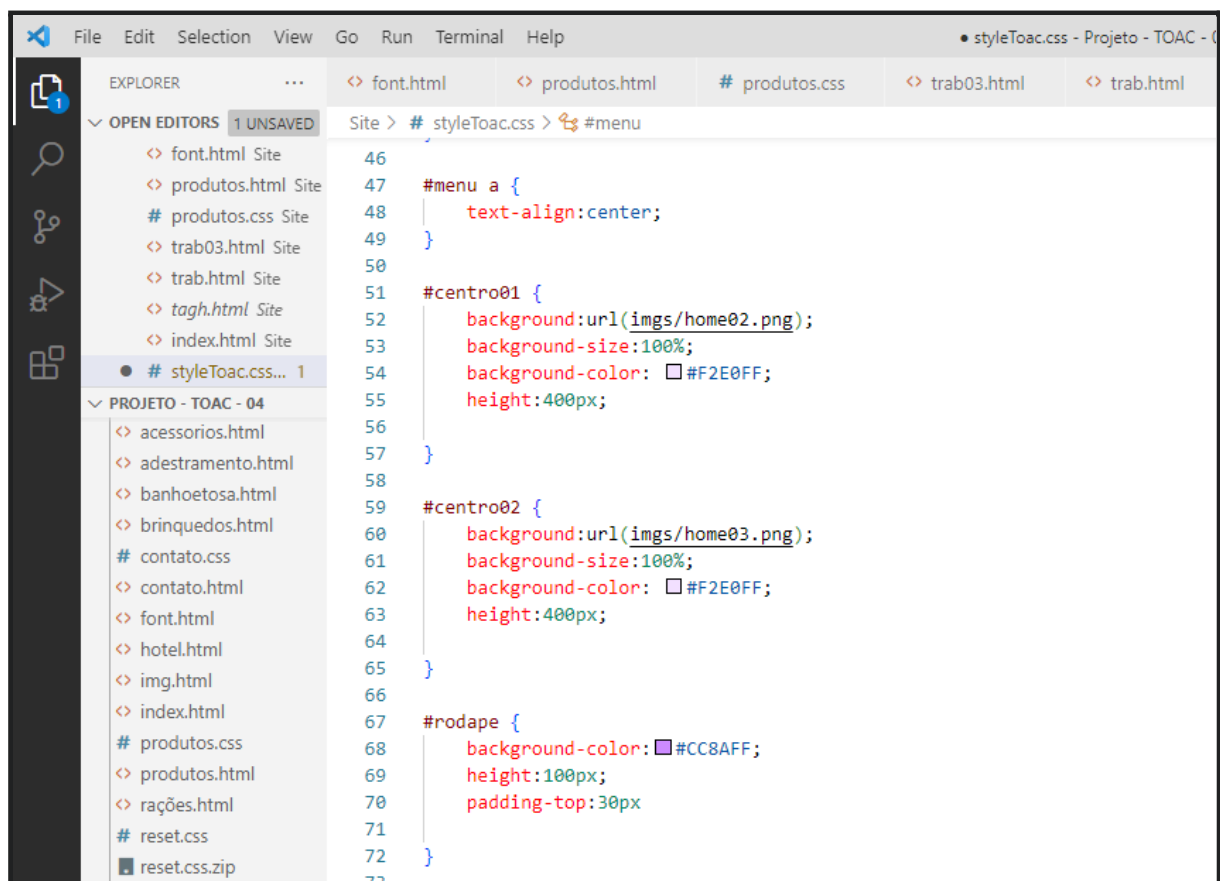 File Edit Selection View Go Run Terminal Help ● styleToac.css - Projeto - TOAC - 0
EXPLORER ···
1
OPEN EDITORS 1 UNSAVED
<> font.html Site
<> produtos.html Site
# produtos.css Site
<> trab03.html Site
<> trab.html Site
<> tagh.html Site
<> index.html Site
● # styleToac.css... 1
PROJETO - TOAC - 04
<> acessorios.html
<> adestramento.html
<> banhoetosa.html
<> brinquedos.html
# contato.css
<> contato.html
<> font.html
<> hotel.html
<> img.html
<> index.html
# produtos.css
<> produtos.html
<> rações.html
# reset.css
reset.css.zip
<> font.html <> produtos.html # produtos.css <> trab03.html <> trab.html
Site > # styleToac.css > #menu
46
47 #menu a {
48 text-align:center;
49 }
50
51 #centro01 {
52 background:url(imgs/home02.png);
53 background-size:100%;
54 background-color: #F2E0FF;
55 height:400px;
56
57 }
58
59 #centro02 {
60 background:url(imgs/home03.png);
61 background-size:100%;
62 background-color: #F2E0FF;
63 height:400px;
64
65 }
66
67 #rodape {
68 background-color:#CC8AFF;
69 height:100px;
70 padding-top:30px
71
72 }